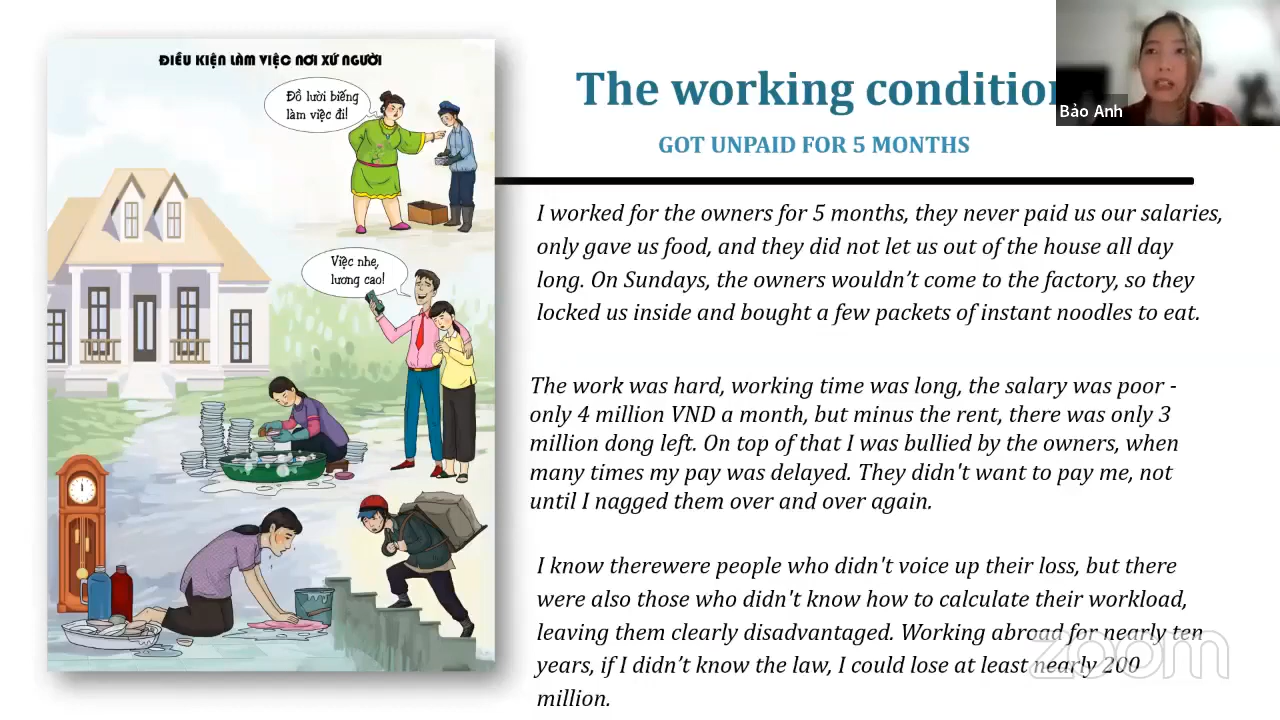 ĐIỀU KIỆN LÀM VIỆC NƠI XỨ NGƯỜI
Đồ lười biếng
làm việc đi!
Việc nhẹ,
lương cao!
The working condition
GOT UNPAID FOR 5 MONTHS
Bảo Anh
I worked for the owners for 5 months, they never paid us our salaries,
only gave us food, and they did not let us out of the house all day
long. On Sundays, the owners wouldn’t come to the factory, so they
locked us inside and bought a few packets of instant noodles to eat.
The work was hard, working time was long, the salary was poor -
only 4 million VND a month, but minus the rent, there was only 3
million dong left. On top of that I was bullied by the owners, when
many times my pay was delayed. They didn't want to pay me, not
until I nagged them over and over again.
I know therewere people who didn't voice up their loss, but there
were also those who didn't know how to calculate their workload,
leaving them clearly disadvantaged. Working abroad for nearly ten
years, if I didn’t know the law, I could lose at least nearly 200
million.
zoom